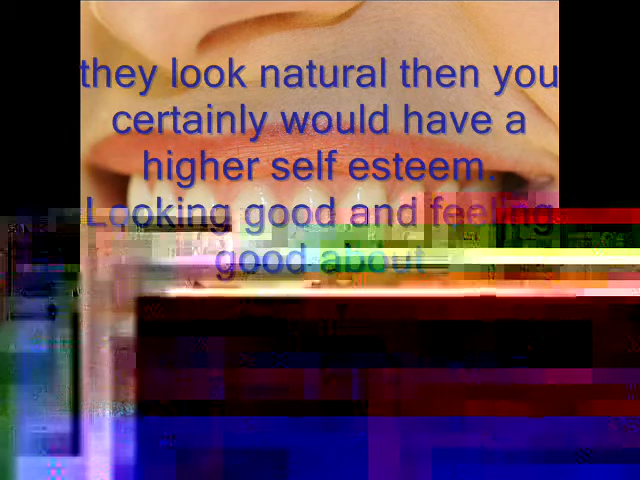 they look natural then you
certainly would have a
higher self esteem.
Looking good and feeling
good about